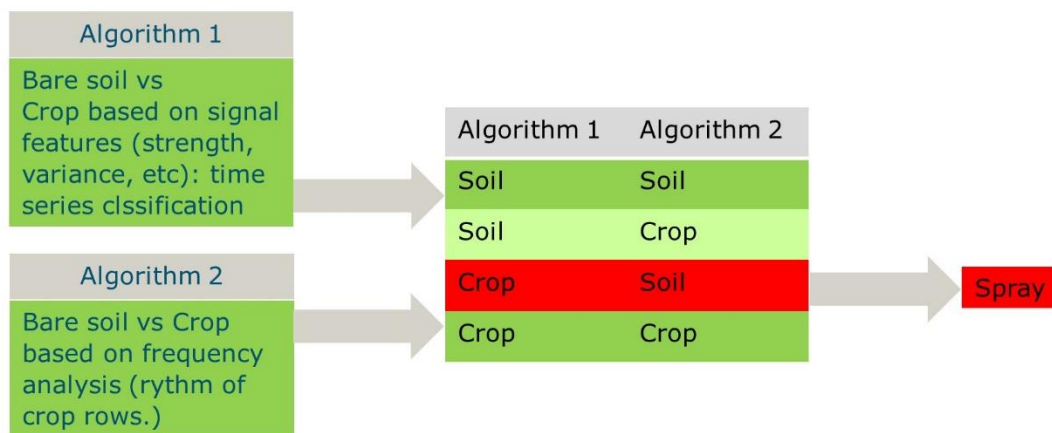 Algorithm 1
Bare soil vs
Crop based on signal
features (strength,
variance, etc): time
series clssification
Algorithm 2
Bare soil vs Crop
based on frequency
analysis (rythm of
crop rows.)
Algorithm 1 Algorithm 2
Soil Soil
Soil Crop
Crop Soil
Crop Crop
Spray